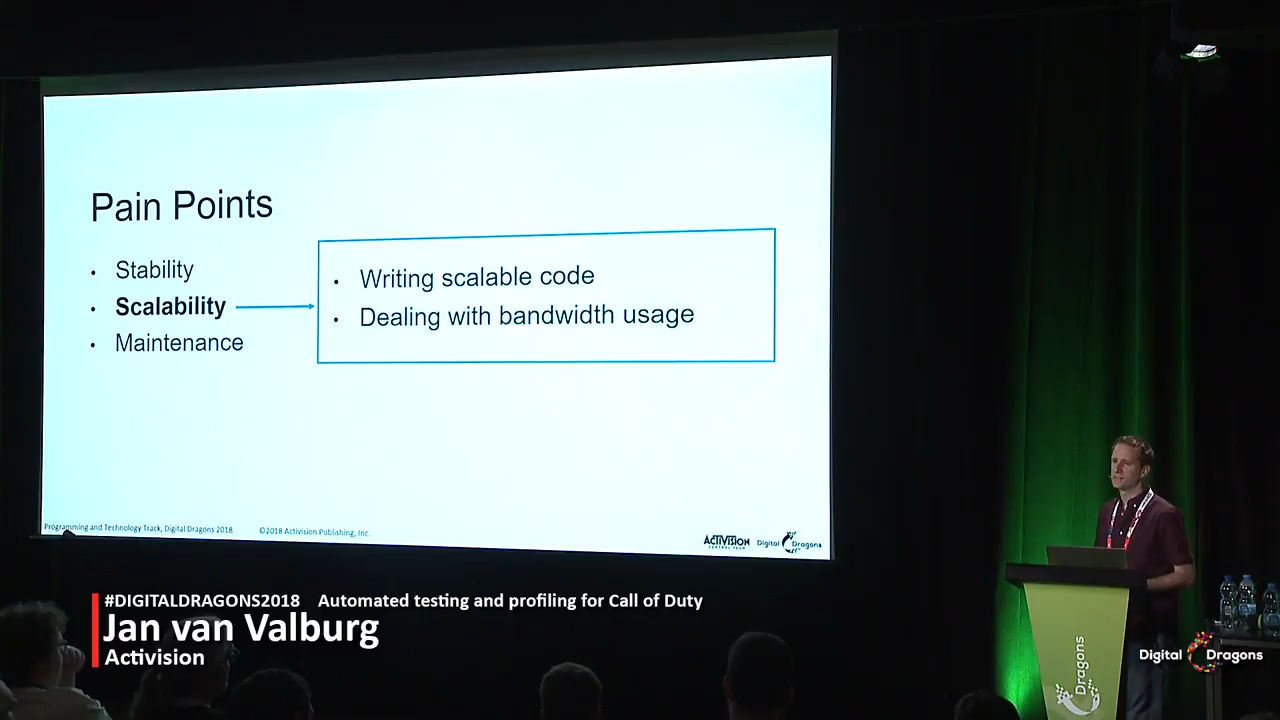 Pain Points
• Stability
• Scalability
• Maintenance
• Writing scalable code
• Dealing with bandwidth usage
Programming and Technology Track, Digital Dragons 2018
©2018 Activision Publishing, Inc.
ACTIVISION
CENTRAL TECH
Digital Dragons
#DIGITALDRAGONS2018 Automated testing and profiling for Call of Duty
Jan van Valburg
Activision
Dragons
Digital Dragons